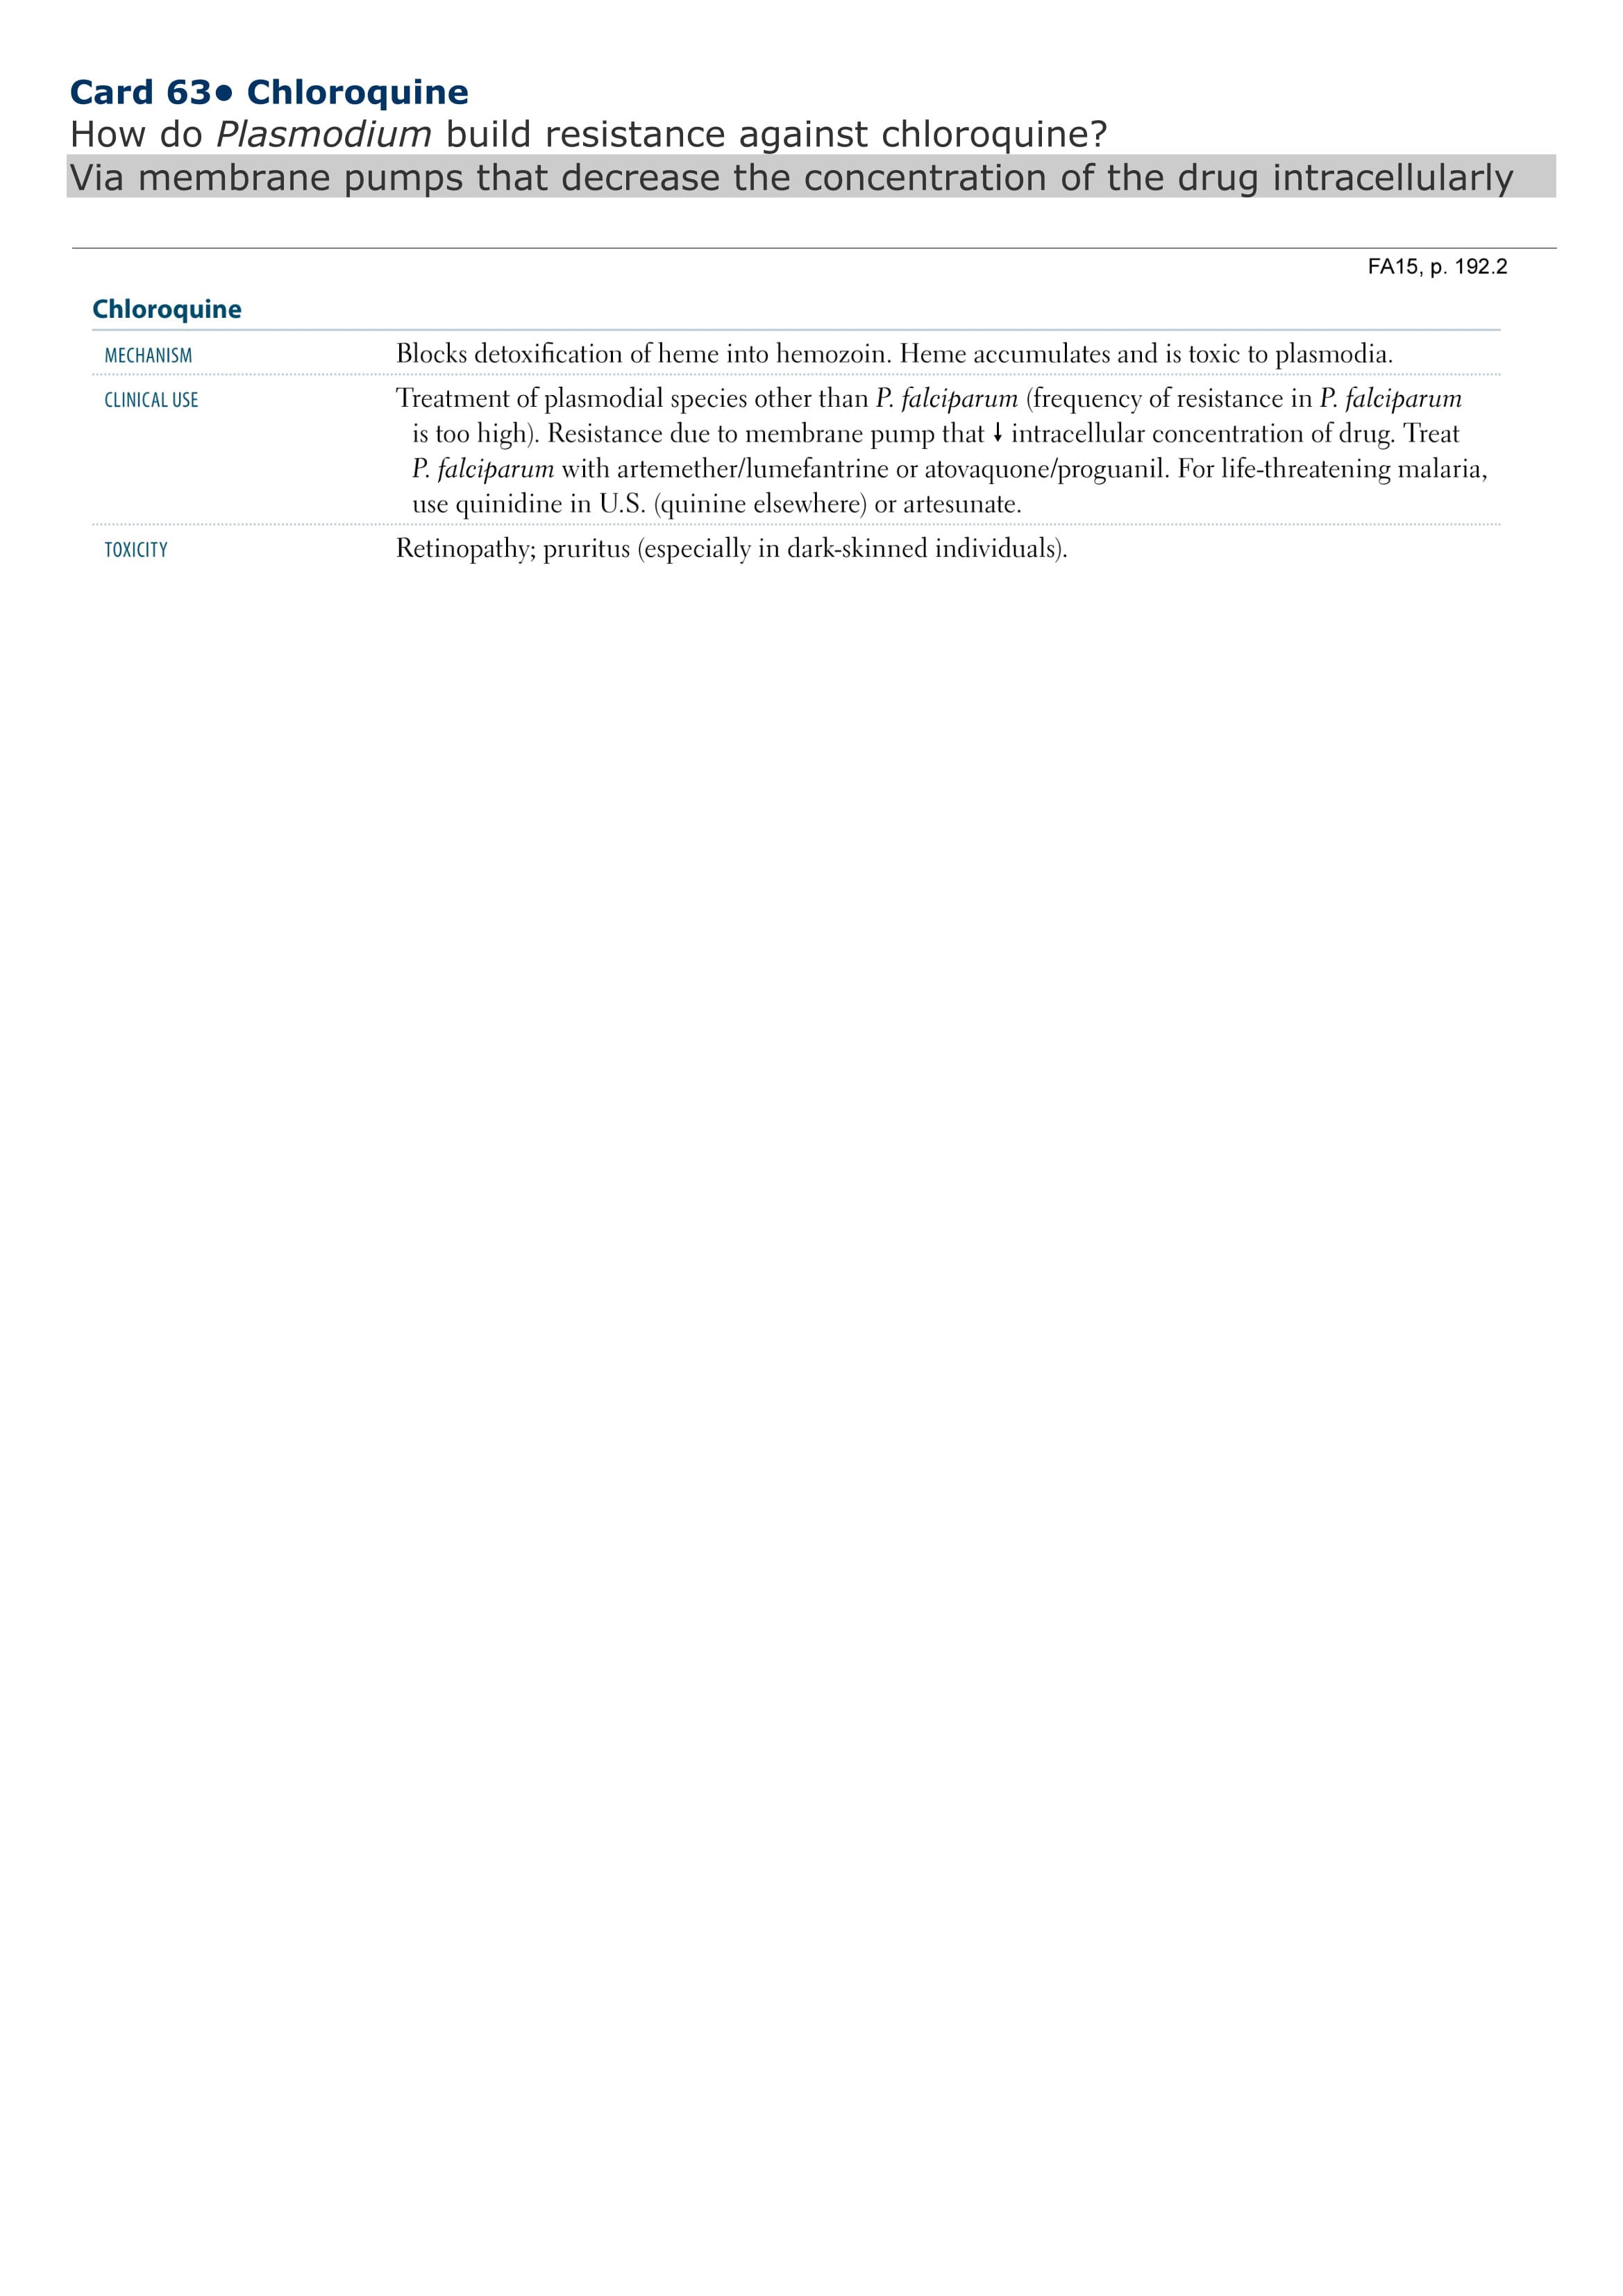 Card 63● Chloroquine
How do Plasmodium build resistance against chloroquine?
Via membrane pumps that decrease the concentration of the drug intracellularly
FA15, p. 192.2
Chloroquine
MECHANISM Blocks detoxification of heme into hemozoin. Heme accumulates and is toxic to plasmodia.
CLINICAL USE Treatment of plasmodial species other than P. falciparum (frequency of resistance in P. falciparum
is too high). Resistance due to membrane pump that ↓ intracellular concentration of drug. Treat
P. falciparum with artemether/lumefantrine or atovaquone/proguanil. For life-threatening malaria,
use quinidine in U.S. (quinine elsewhere) or artesunate.
TOXICITY Retinopathy; pruritus (especially in dark-skinned individuals).